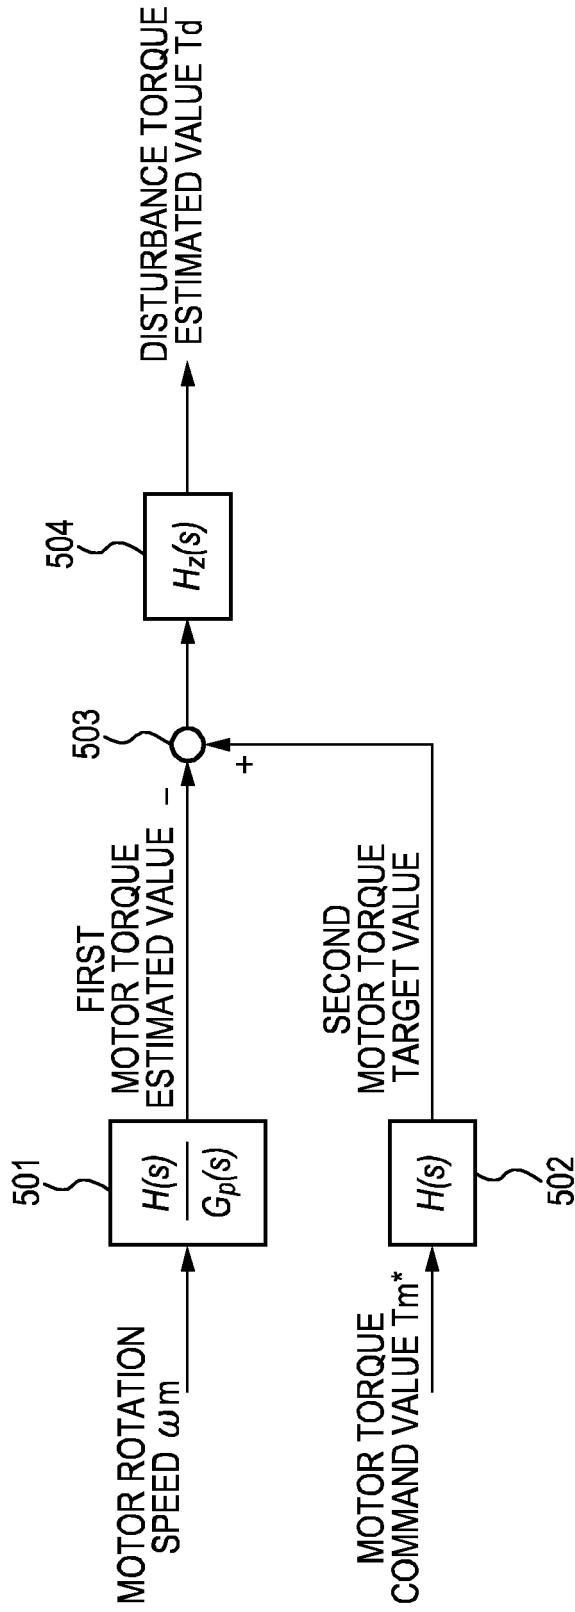 MOTOR ROTATION
SPEED ωm
501
H(s)
Gp(s)
FIRST
MOTOR TORQUE
ESTIMATED VALUE
−
503
+
504
Hz(s)
DISTURBANCE TORQUE
ESTIMATED VALUE Td
MOTOR TORQUE
COMMAND VALUE Tm*
H(s)
502
SECOND
MOTOR TORQUE
TARGET VALUE